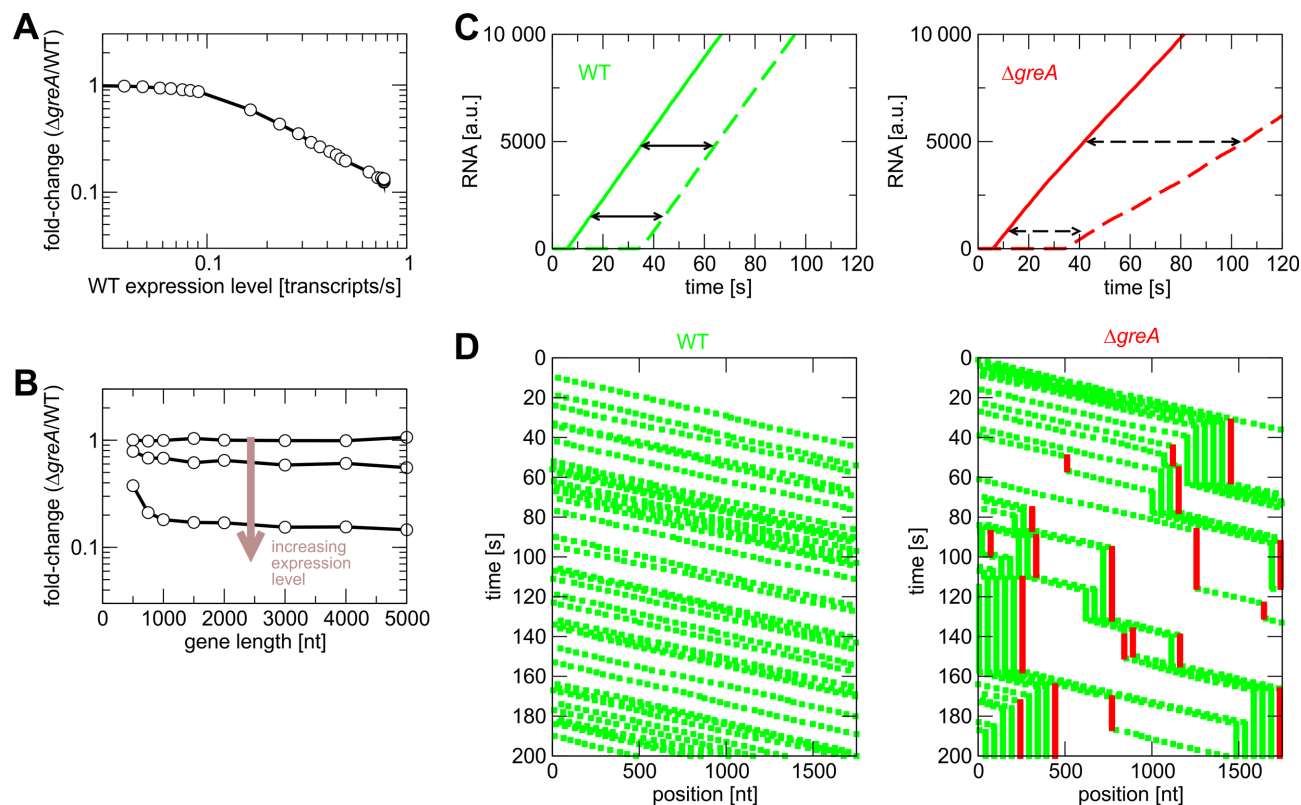 A
fold-change (ΔgreA/WT)
1
0.1
0.1
1
WT expression level [transcripts/s]
B
fold-change (ΔgreA/WT)
1
0.1
increasing
expression
level
0
1000
2000
3000
4000
5000
gene length [nt]
C
WT
RNA [a.u.]
10 000
5000
0
0
20
40
60
80
100
120
time [s]
ΔgreA
RNA [a.u.]
10 000
5000
0
0
20
40
60
80
100
120
time [s]
D
WT
time [s]
0
20
40
60
80
100
120
140
160
180
200
0
500
1000
1500
position [nt]
ΔgreA
time [s]
0
20
40
60
80
100
120
140
160
180
200
0
500
1000
1500
position [nt]